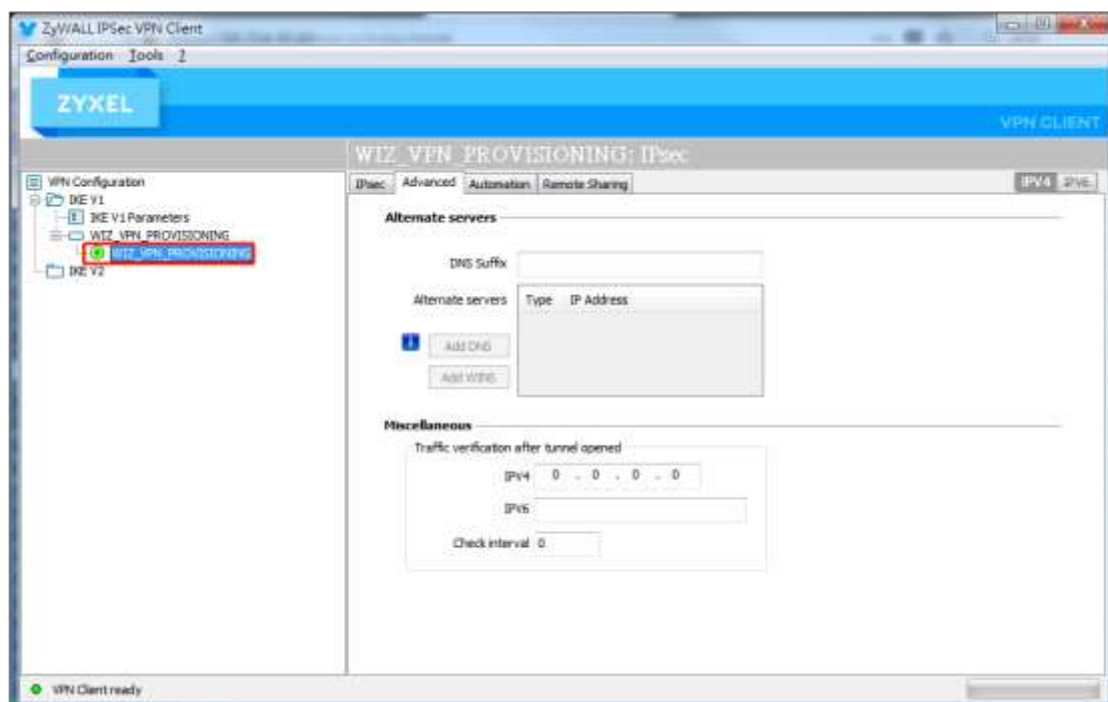 ZyWALL IPSec VPN Client
Configuration Tools ?
ZYXEL
VPN CLIENT
WIZ_VPN_PROVISIONING: IPsec
VPN Configuration
IKE V1
IKE V1 Parameters
WIZ_VPN_PROVISIONING
WIZ_VPN_PROVISIONING
IKE V2
IPsec Advanced Automation Remote Sharing
IPV4 IPV6
Alternate servers
DNS Suffix
Alternate servers Type IP Address
Add DNS
Add WINS
Miscellaneous
Traffic verification after tunnel opened
IPV4 0 . 0 . 0 . 0
IPV6
Check interval 0
VPN Client ready